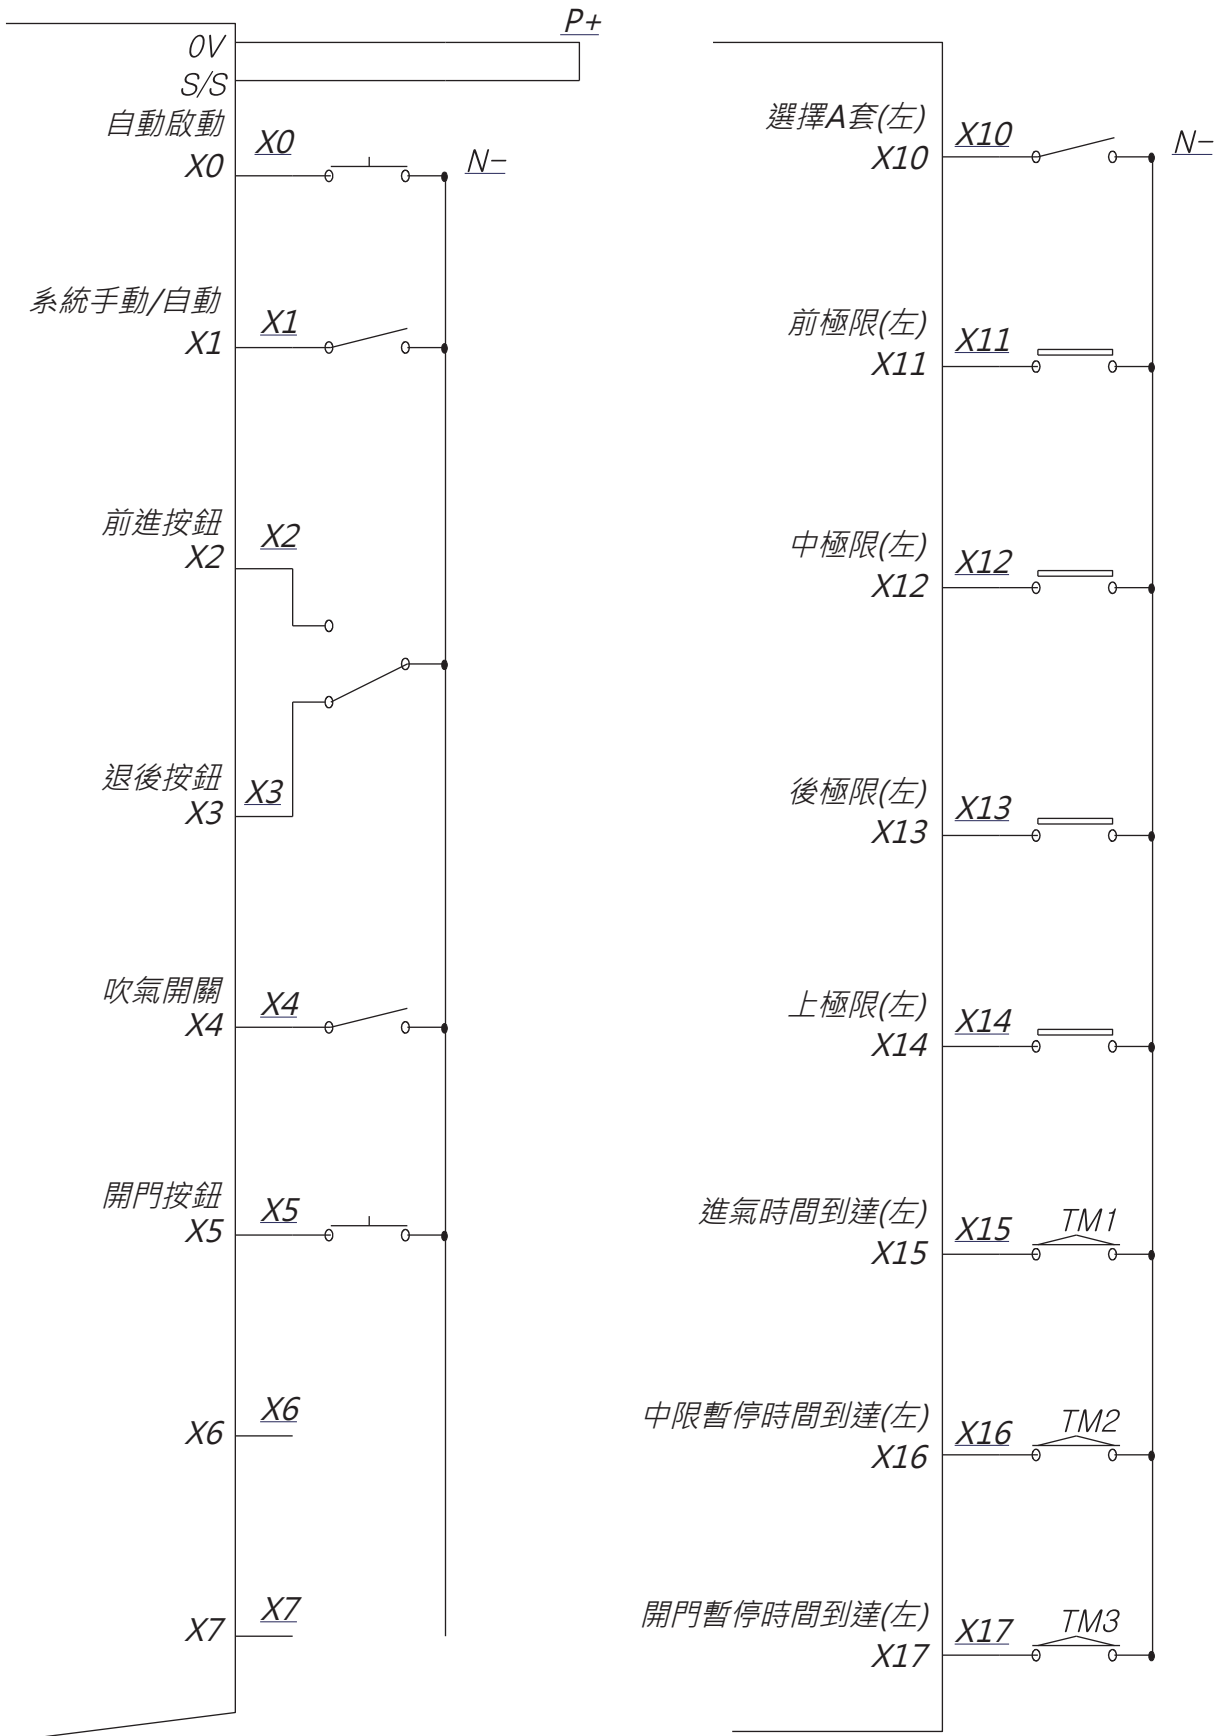 P+
0V
S/S
自動啟動
X0
X0
N-
系統手動/自動
X1
X1
前進按鈕
X2
X2
退後按鈕
X3
X3
吹氣開關
X4
X4
開門按鈕
X5
X5
X6
X6
X7
X7
選擇A套(左)
X10
X10
N-
前極限(左)
X11
X11
中極限(左)
X12
X12
後極限(左)
X13
X13
上極限(左)
X14
X14
進氣時間到達(左)
X15
X15
TM1
中限暫停時間到達(左)
X16
X16
TM2
開門暫停時間到達(左)
X17
X17
TM3